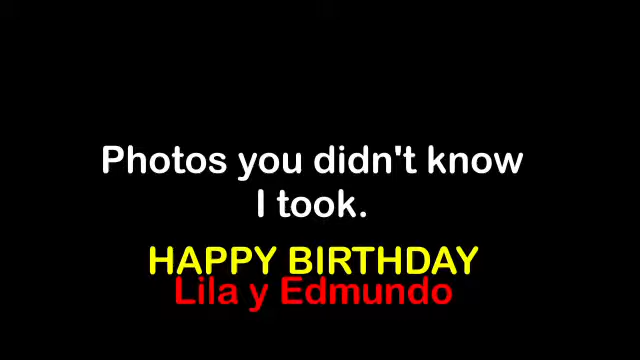 Photos you didn't know
I took.
HAPPY BIRTHDAY
Lila y Edmundo